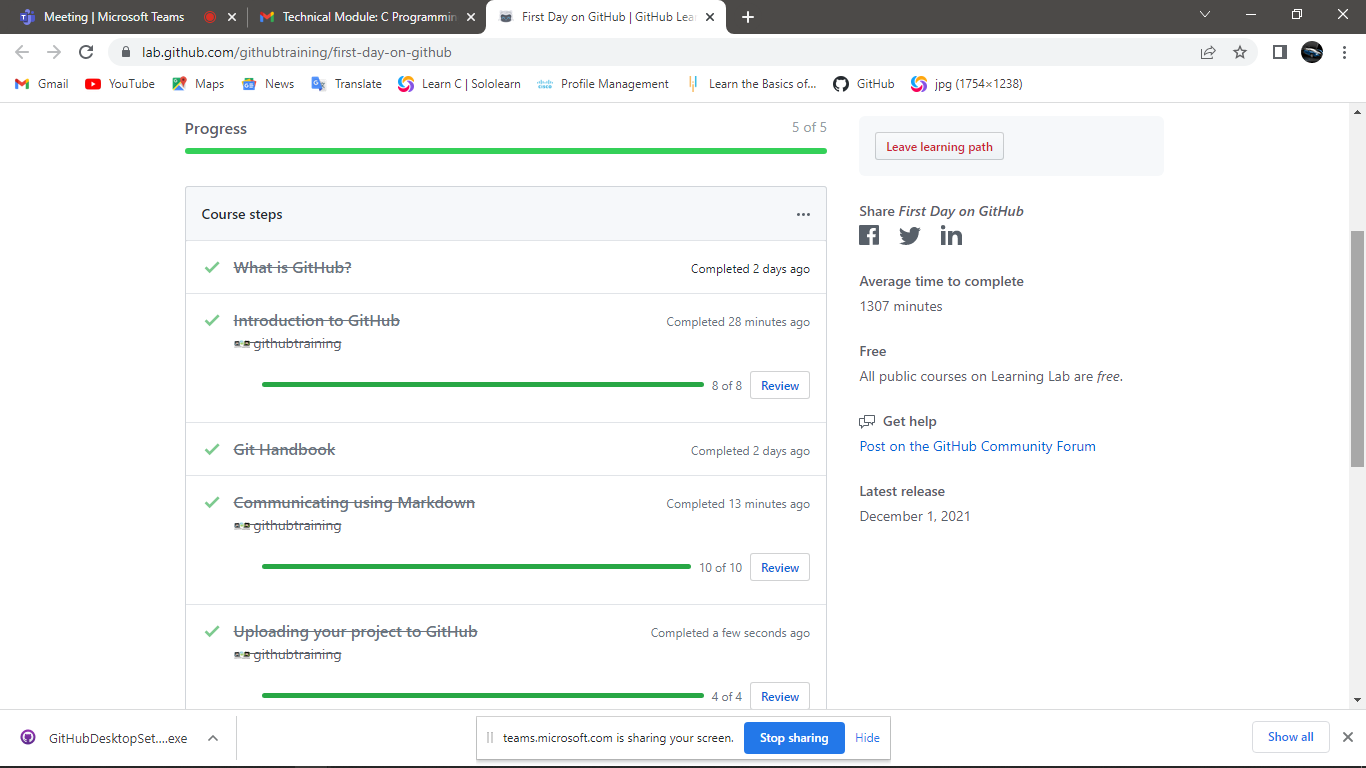 Meeting | Microsoft Teams
Technical Module: C Programmin
First Day on GitHub | GitHub Lea
lab.github.com/githubtraining/first-day-on-github
Gmail
YouTube
Maps
News
Translate
Learn C | Sololearn
Profile Management
Learn the Basics of...
GitHub
jpg (1754×1238)
Progress
5 of 5
Course steps
What is GitHub?
Completed 2 days ago
Introduction to GitHub
Completed 28 minutes ago
githubtraining
8 of 8
Review
Git Handbook
Completed 2 days ago
Communicating using Markdown
Completed 13 minutes ago
githubtraining
10 of 10
Review
Uploading your project to GitHub
Completed a few seconds ago
githubtraining
4 of 4
Review
Leave learning path
Share First Day on GitHub
Average time to complete
1307 minutes
Free
All public courses on Learning Lab are free.
Get help
Post on the GitHub Community Forum
Latest release
December 1, 2021
GitHubDesktopSet....exe
teams.microsoft.com is sharing your screen.
Stop sharing
Hide
Show all